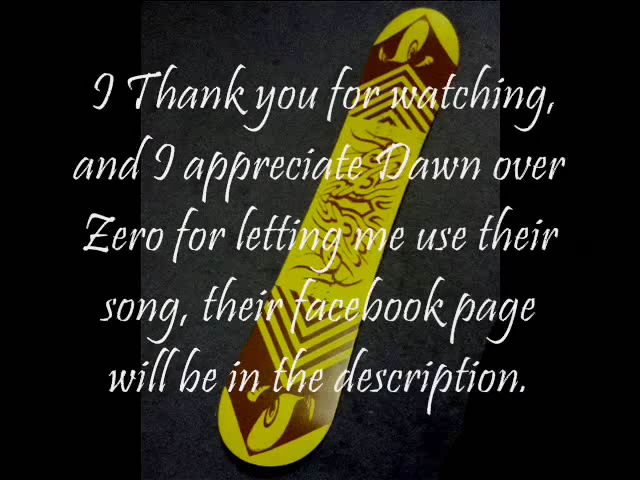 I Thank you for watching,
and I appreciate Dawn over
Zero for letting me use their
song, their facebook page
will be in the description.